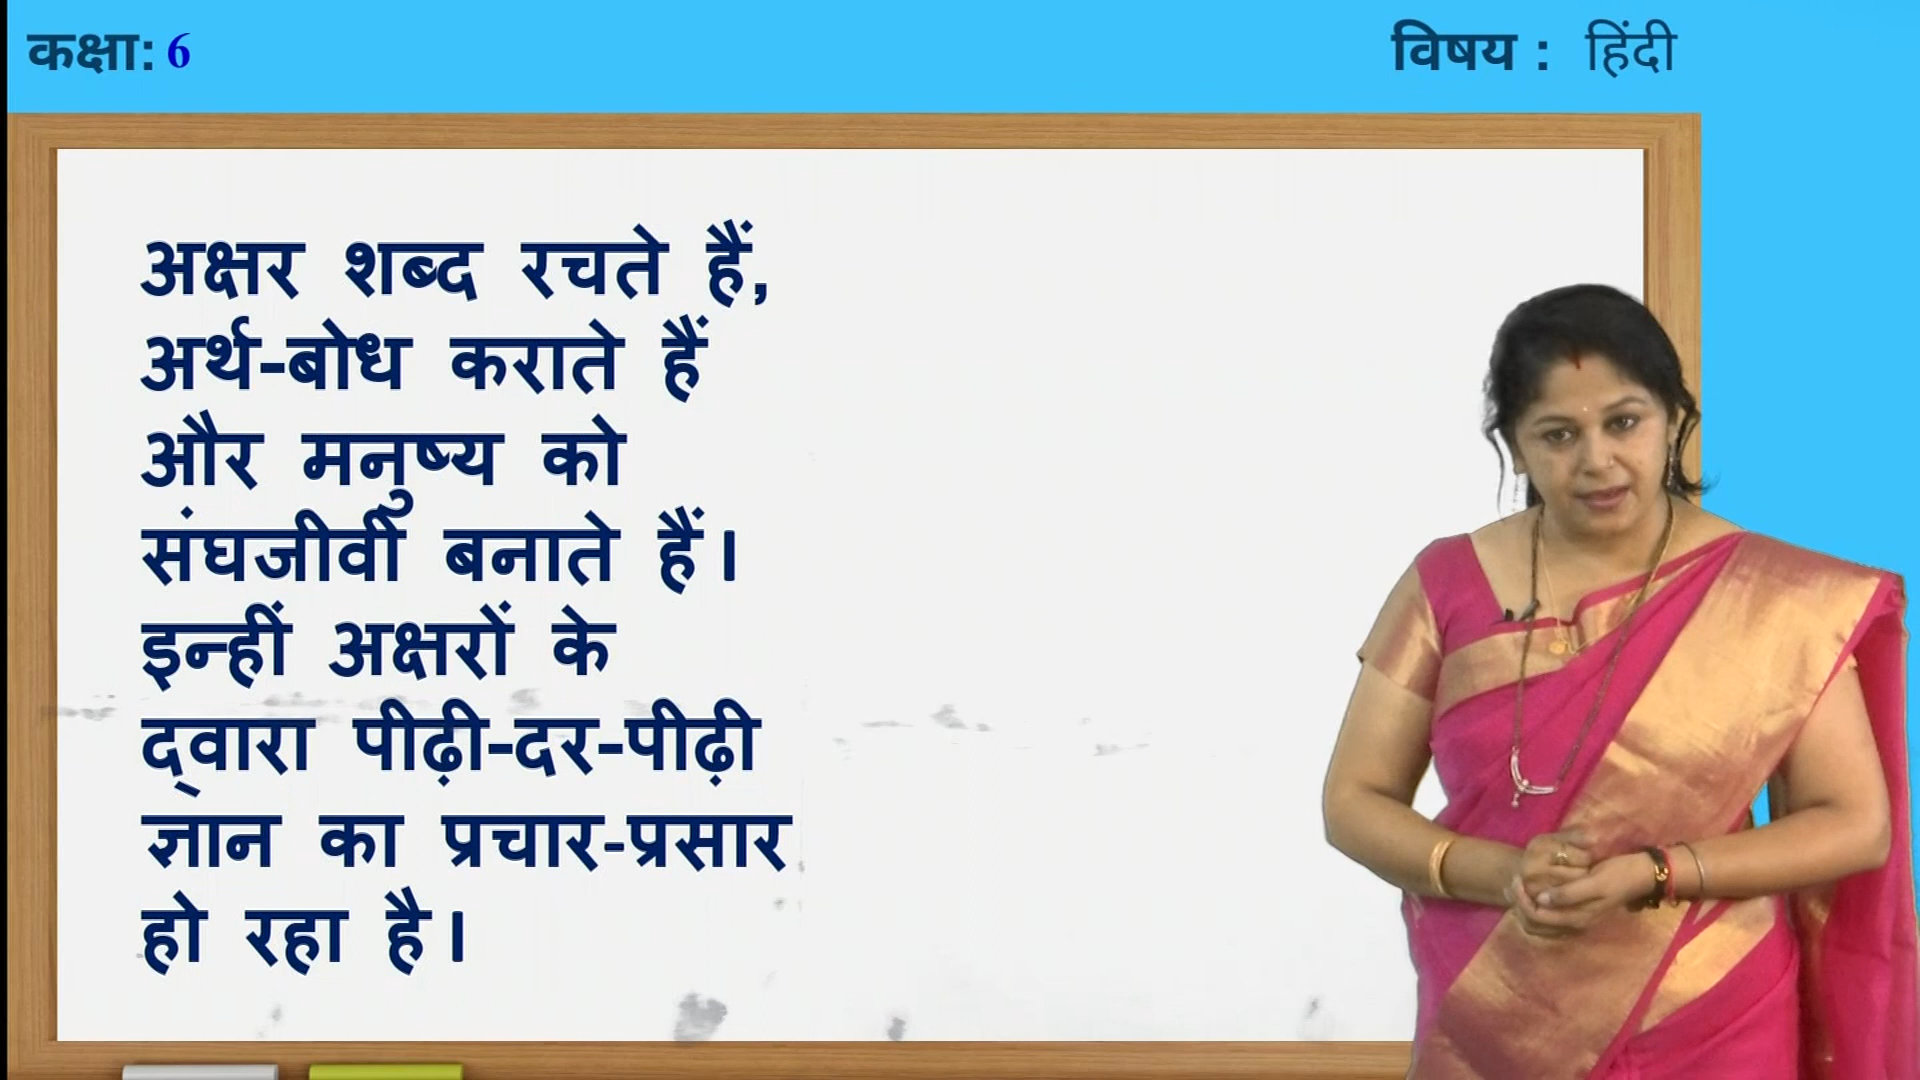 कक्षा: 6
विषय : हिंदी
अक्षर शब्द रचते हैं,
अर्थ-बोध कराते हैं
और मनुष्य को
संघजीवी बनाते हैं।
इन्हीं अक्षरों के
द्‌वारा पीढ़ी-दर-पीढ़ी
ज्ञान का प्रचार-प्रसार
हो रहा है।